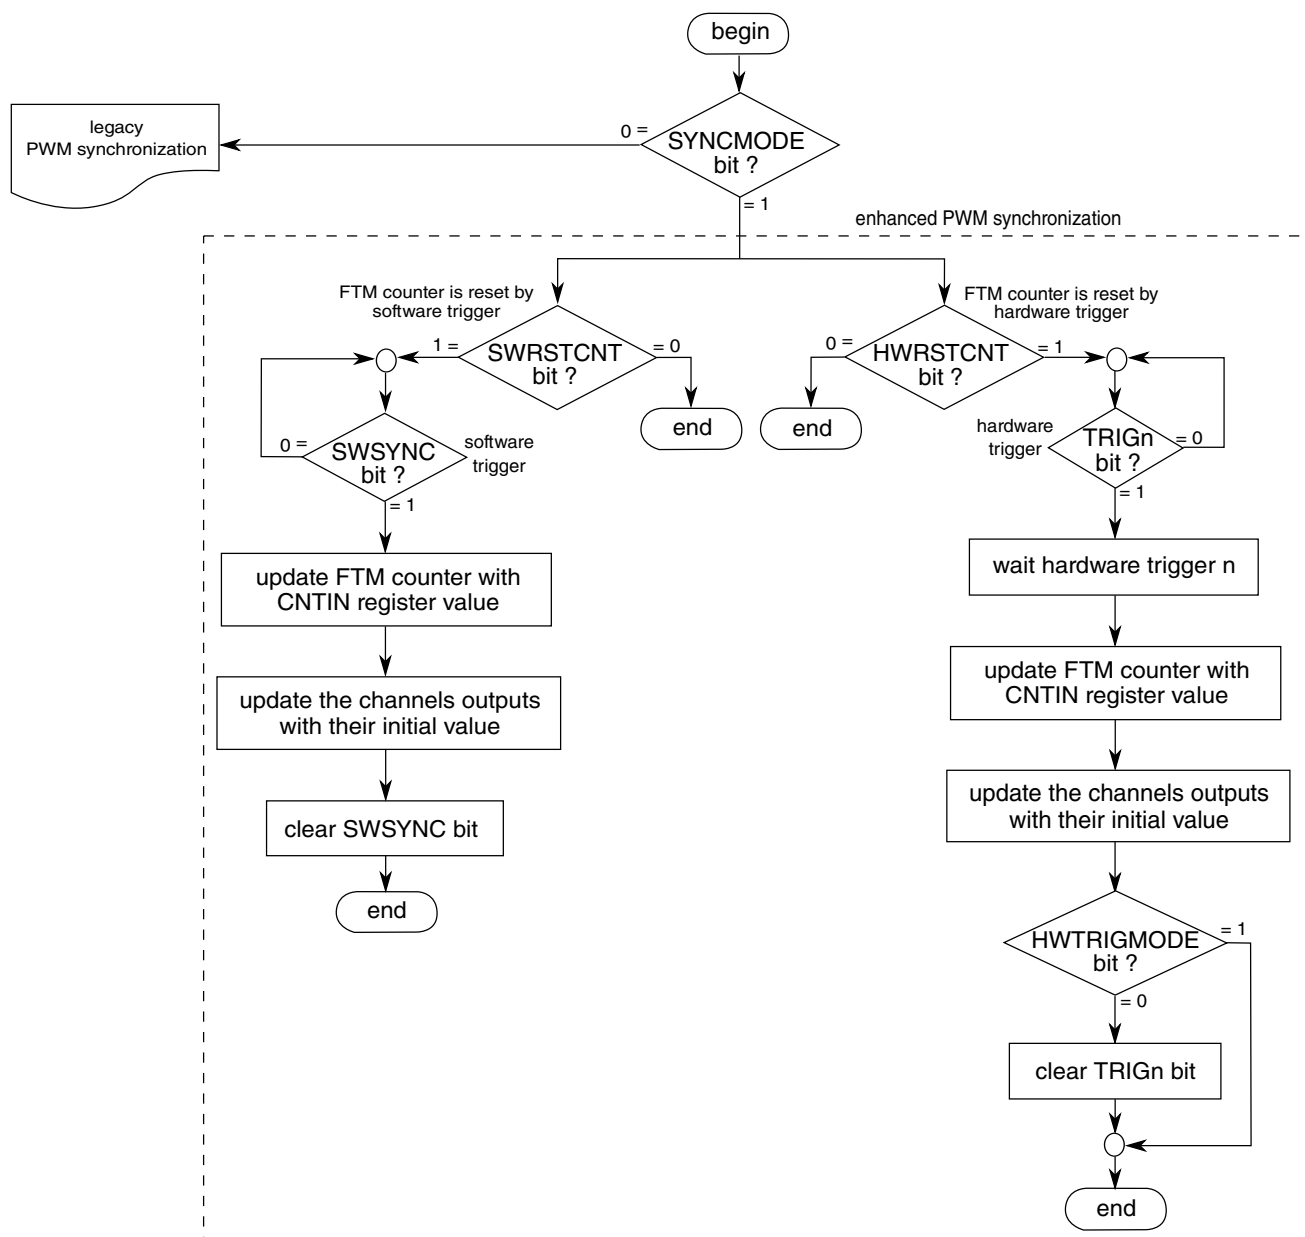 begin
legacy
PWM synchronization
0 =
SYNCMODE
bit ?
= 1
enhanced PWM synchronization
FTM counter is reset by
software trigger
FTM counter is reset by
hardware trigger
1 =
SWRSTCNT
bit ?
= 0
0 =
HWRSTCNT
bit ?
= 1
end
end
0 =
SWSYNC
bit ?
software
trigger
= 1
hardware
trigger
TRIGn
bit ?
= 0
= 1
update FTM counter with
CNTIN register value
wait hardware trigger n
update the channels outputs
with their initial value
update FTM counter with
CNTIN register value
clear SWSYNC bit
update the channels outputs
with their initial value
end
HWTRIGMODE
bit ?
= 1
= 0
clear TRIGn bit
end